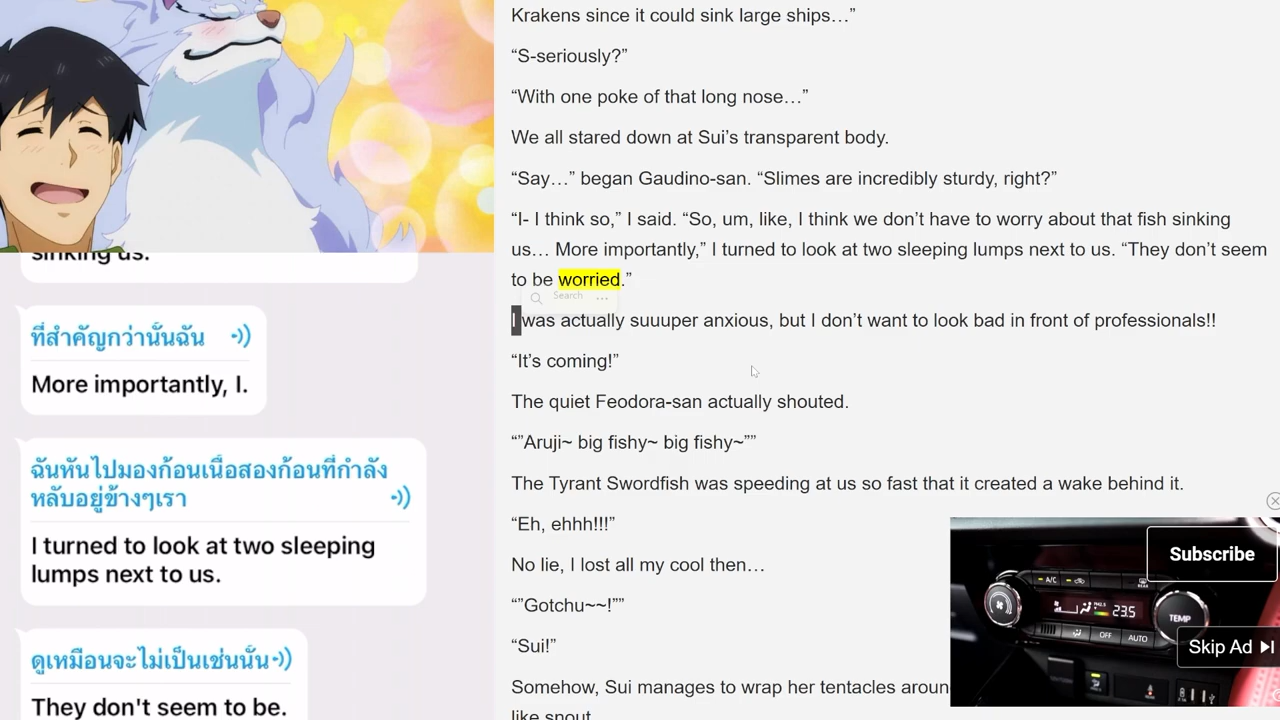 sinking us.
ที่สำคัญกว่านั้นฉัน
More importantly, I.
ฉันหันไปมองก้อนเนื้อสองก้อนที่กำลัง
หลับอยู่ข้างๆเรา
I turned to look at two sleeping
lumps next to us.
ดูเหมือนจะไม่เป็นเช่นนั้น
They don't seem to be.
Krakens since it could sink large ships…”
“S-seriously?”
“With one poke of that long nose…”
We all stared down at Sui’s transparent body.
“Say…” began Gaudino-san. “Slimes are incredibly sturdy, right?”
“I- I think so,” I said. “So, um, like, I think we don’t have to worry about that fish sinking
us… More importantly,” I turned to look at two sleeping lumps next to us. “They don’t seem
to be worried.”
Search
I was actually suuuper anxious, but I don’t want to look bad in front of professionals!!
“It’s coming!”
The quiet Feodora-san actually shouted.
“”Aruji~ big fishy~ big fishy~””
The Tyrant Swordfish was speeding at us so fast that it created a wake behind it.
“Eh, ehhh!!!”
No lie, I lost all my cool then…
“”Gotchu~~!””
“Sui!”
Somehow, Sui manages to wrap her tentacles aroun
like snout
Subscribe
A/C
REAR
23.5
TEMP
OFF
AUTO
Skip Ad